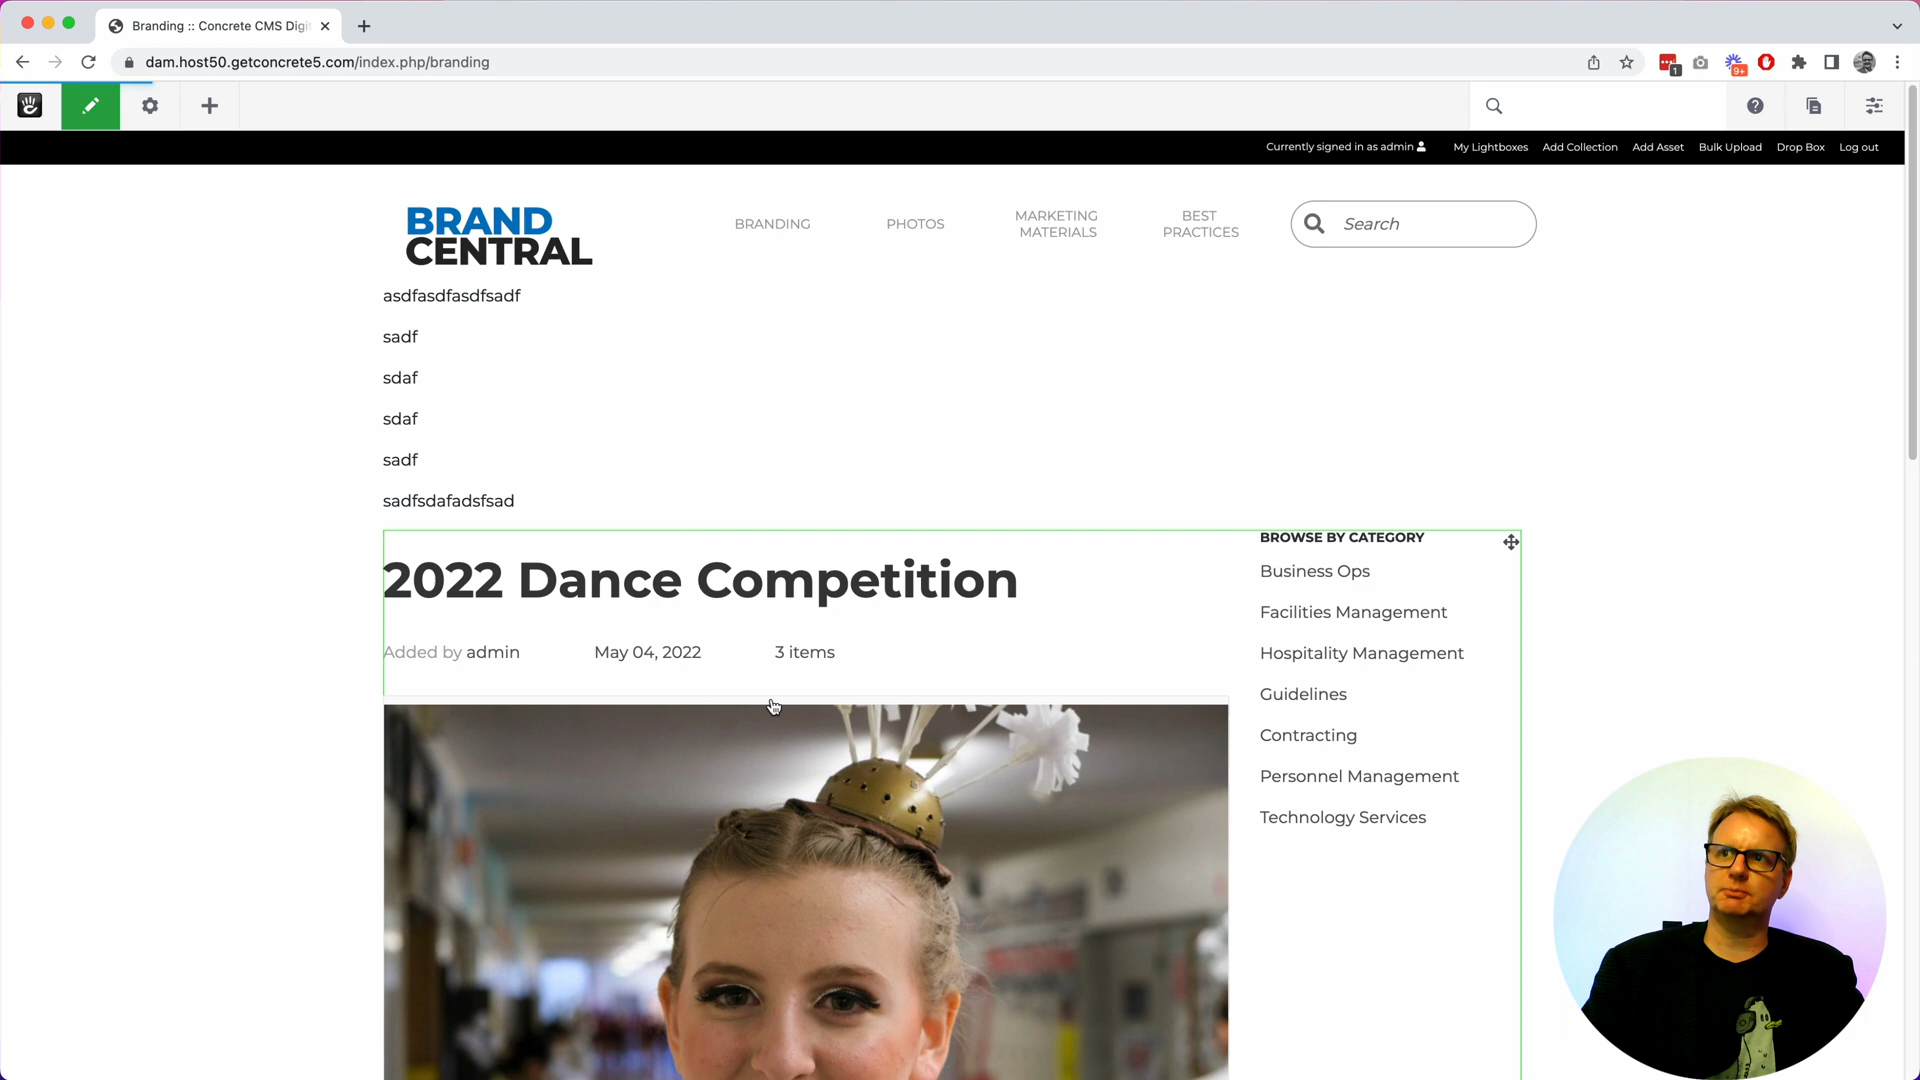 Branding :: Concrete CMS Digi
dam.host50.getconcrete5.com/index.php/branding
1
9+
Currently signed in as admin
My Lightboxes
Add Collection
Add Asset
Bulk Upload
Drop Box
Log out
BRAND
CENTRAL
BRANDING
PHOTOS
MARKETING
MATERIALS
BEST
PRACTICES
Search
asdfasdfasdfsadf
sadf
sdaf
sdaf
sadf
sadfsdafadsfsad
2022 Dance Competition
Added by admin
May 04, 2022
3 items
BROWSE BY CATEGORY
Business Ops
Facilities Management
Hospitality Management
Guidelines
Contracting
Personnel Management
Technology Services